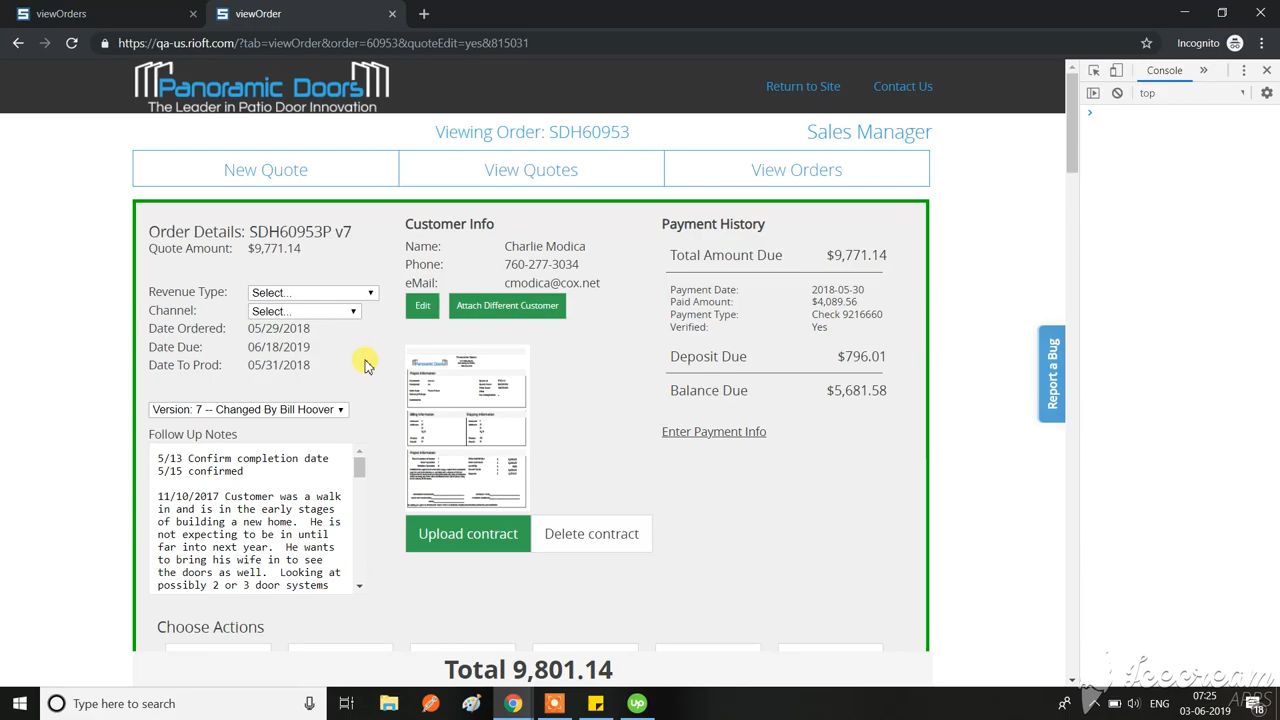 viewOrders
viewOrder
https://qa-us.rioft.com/?tab=viewOrder&order=60953&quoteEdit=yes&815031
Incognito
Panoramic Doors
The Leader in Patio Door Innovation
Return to Site
Contact Us
Console
top
Viewing Order: SDH60953
Sales Manager
New Quote
View Quotes
View Orders
Order Details: SDH60953P v7
Quote Amount: $9,771.14
Revenue Type: Select...
Channel: Select...
Date Ordered: 05/29/2018
Date Due: 06/18/2019
Date To Prod: 05/31/2018
Version: 7 -- Changed By Bill Hoover
Follow Up Notes
5/13 Confirm completion date
5/15 confirmed
11/10/2017 Customer was a walk
in and is in the early stages
of building a new home. He is
not expecting to be in until
far into next year. He wants
to bring his wife in to see
the doors as well. Looking at
possibly 2 or 3 door systems
Customer Info
Name: Charlie Modica
Phone: 760-277-3034
eMail: cmodica@cox.net
Edit
Attach Different Customer
Upload contract
Delete contract
Payment History
Total Amount Due $9,771.14
Payment Date: 2018-05-30
Paid Amount: $4,089.56
Payment Type: Check 9216660
Verified: Yes
Deposit Due $796.01
Balance Due $5,681.58
Enter Payment Info
Report a Bug
Choose Actions
Total 9,801.14
Icecream
APPS
Type here to search
ENG
07:25
03-06-2019